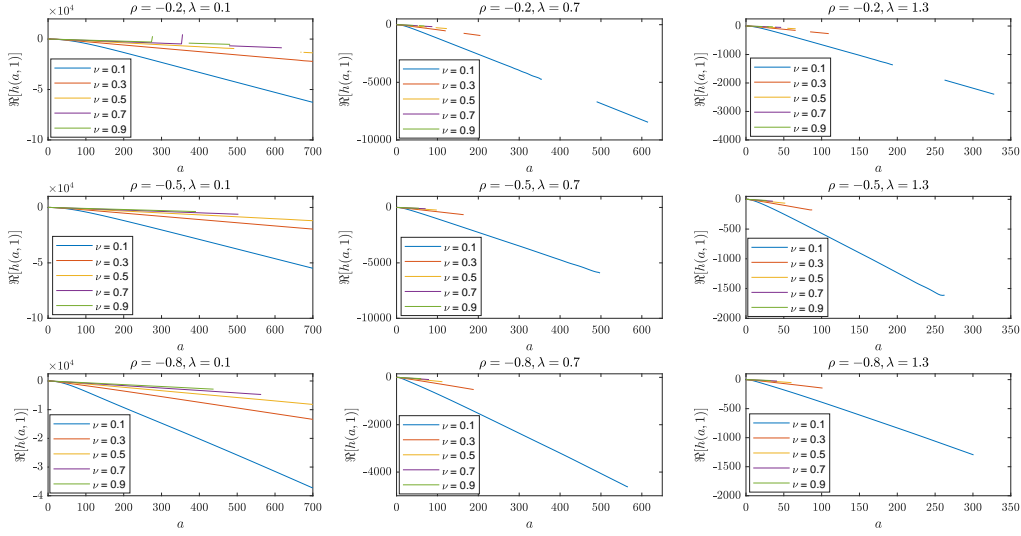 ρ = −0.2, λ = 0.1
×10⁴
5
0
-5
-10
ℜ[h(a, 1)]
ν = 0.1
ν = 0.3
ν = 0.5
ν = 0.7
ν = 0.9
0 100 200 300 400 500 600 700
a
ρ = −0.2, λ = 0.7
0
-5000
-10000
ℜ[h(a, 1)]
ν = 0.1
ν = 0.3
ν = 0.5
ν = 0.7
ν = 0.9
0 100 200 300 400 500 600
a
ρ = −0.2, λ = 1.3
0
-1000
-2000
-3000
-4000
ℜ[h(a, 1)]
ν = 0.1
ν = 0.3
ν = 0.5
ν = 0.7
ν = 0.9
0 50 100 150 200 250 300 350
a
ρ = −0.5, λ = 0.1
×10⁴
0
-5
-10
ℜ[h(a, 1)]
ν = 0.1
ν = 0.3
ν = 0.5
ν = 0.7
ν = 0.9
0 100 200 300 400 500 600 700
a
ρ = −0.5, λ = 0.7
0
-5000
-10000
ℜ[h(a, 1)]
ν = 0.1
ν = 0.3
ν = 0.5
ν = 0.7
ν = 0.9
0 100 200 300 400 500 600
a
ρ = −0.5, λ = 1.3
0
-500
-1000
-1500
-2000
ℜ[h(a, 1)]
ν = 0.1
ν = 0.3
ν = 0.5
ν = 0.7
ν = 0.9
0 50 100 150 200 250 300 350
a
ρ = −0.8, λ = 0.1
×10⁴
0
-1
-2
-3
-4
ℜ[h(a, 1)]
ν = 0.1
ν = 0.3
ν = 0.5
ν = 0.7
ν = 0.9
0 100 200 300 400 500 600 700
a
ρ = −0.8, λ = 0.7
0
-2000
-4000
ℜ[h(a, 1)]
ν = 0.1
ν = 0.3
ν = 0.5
ν = 0.7
ν = 0.9
0 100 200 300 400 500 600
a
ρ = −0.8, λ = 1.3
0
-500
-1000
-1500
-2000
ℜ[h(a, 1)]
ν = 0.1
ν = 0.3
ν = 0.5
ν = 0.7
ν = 0.9
0 50 100 150 200 250 300 350
a